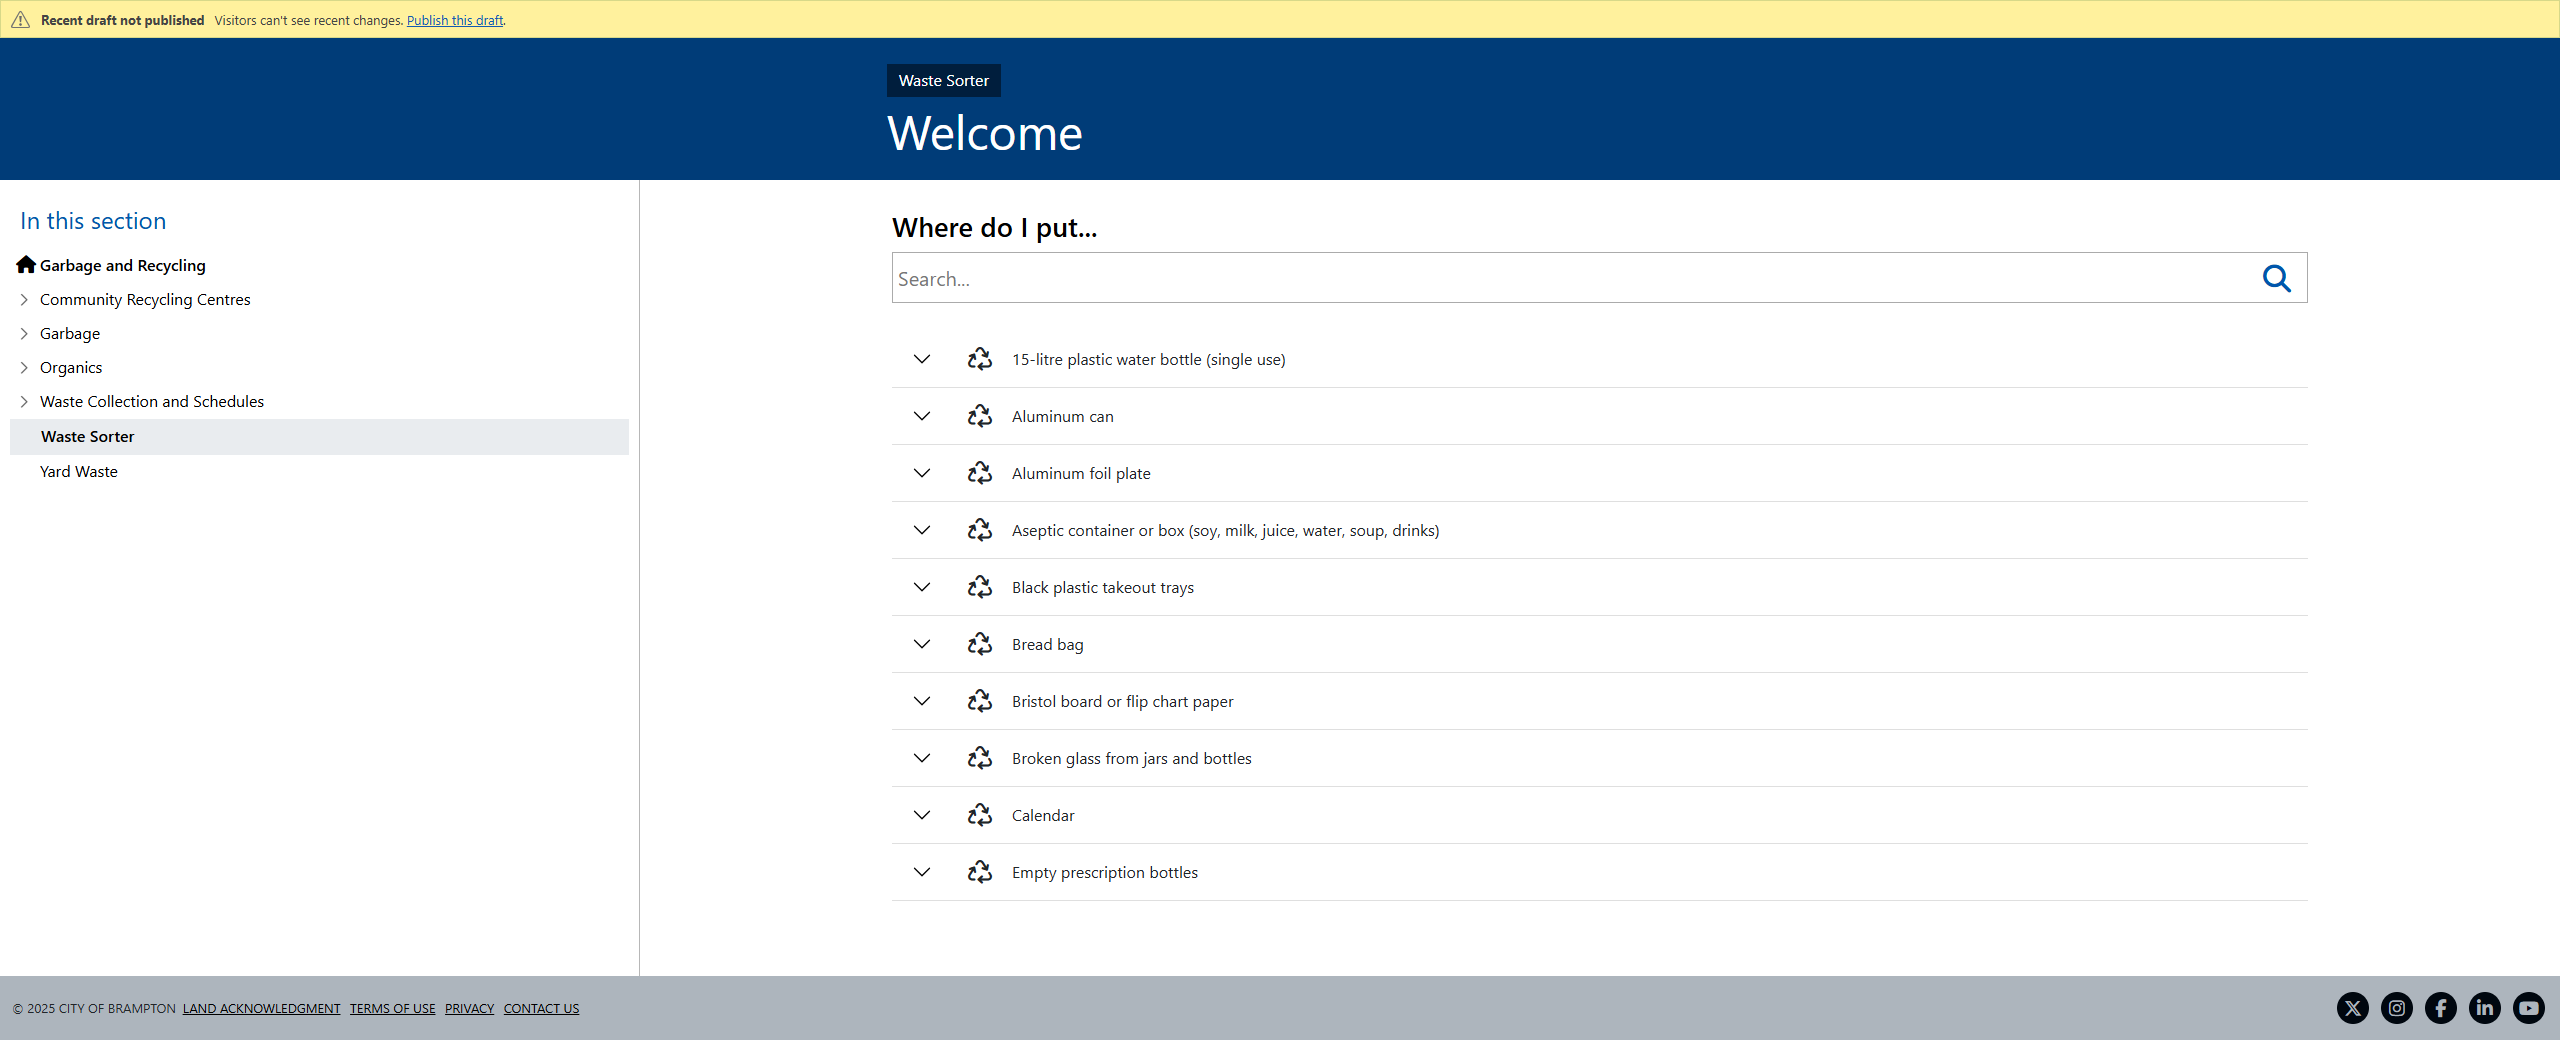 Recent draft not published Visitors can't see recent changes. Publish this draft.
Waste Sorter
Welcome
In this section
Garbage and Recycling
Community Recycling Centres
Garbage
Organics
Waste Collection and Schedules
Waste Sorter
Yard Waste
Where do I put...
Search...
15-litre plastic water bottle (single use)
Aluminum can
Aluminum foil plate
Aseptic container or box (soy, milk, juice, water, soup, drinks)
Black plastic takeout trays
Bread bag
Bristol board or flip chart paper
Broken glass from jars and bottles
Calendar
Empty prescription bottles
© 2025 CITY OF BRAMPTON LAND ACKNOWLEDGMENT TERMS OF USE PRIVACY CONTACT US